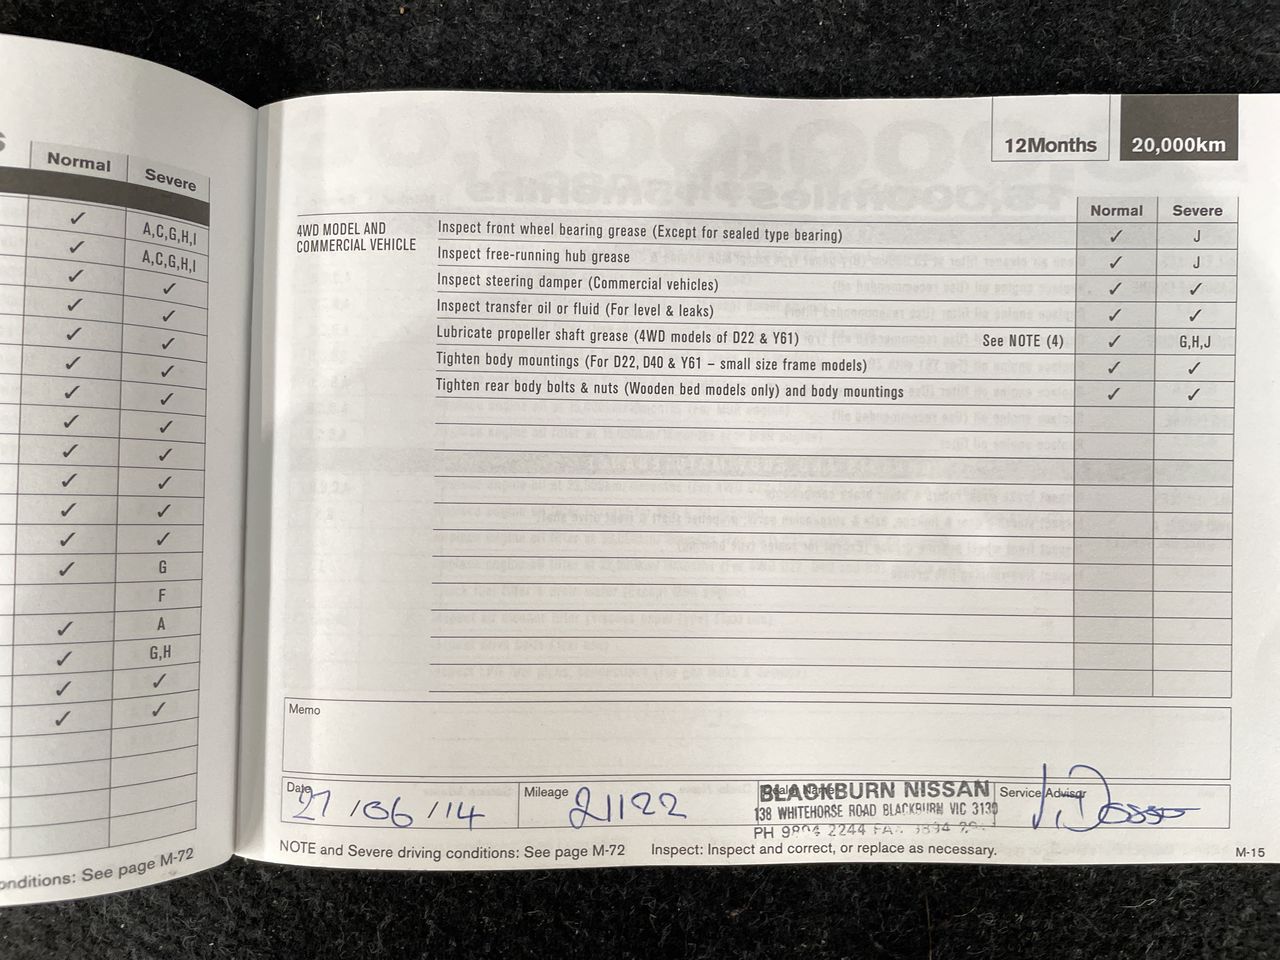 S
Normal Severe
✓ A,C,G,H,I
✓ A,C,G,H,I
✓ ✓
✓ ✓
✓ ✓
✓ ✓
✓ ✓
✓ ✓
✓ ✓
✓ ✓
✓ ✓
✓ ✓
✓ G
F
✓ A
✓ G,H
✓ ✓
✓ ✓
onditions: See page M-72
12Months 20,000km
Normal Severe
4WD MODEL AND
COMMERCIAL VEHICLE
Inspect front wheel bearing grease (Except for sealed type bearing) ✓ J
Inspect free-running hub grease ✓ J
Inspect steering damper (Commercial vehicles) ✓ ✓
Inspect transfer oil or fluid (For level & leaks) ✓ ✓
Lubricate propeller shaft grease (4WD models of D22 & Y61) See NOTE (4) ✓ G,H,J
Tighten body mountings (For D22, D40 & Y61 – small size frame models) ✓ ✓
Tighten rear body bolts & nuts (Wooden bed models only) and body mountings ✓ ✓
Memo
Date 27/06/14
Mileage 21122
Dealer Name
BLACKBURN NISSAN
138 WHITEHORSE ROAD BLACKBURN VIC 3130
PH 9894 2244
Service Advisor
NOTE and Severe driving conditions: See page M-72 Inspect: Inspect and correct, or replace as necessary.
M-15